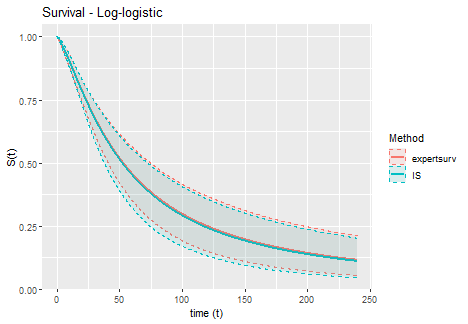 Survival - Log-logistic
1.00
0.75
0.50
0.25
0.00
S(t)
0
50
100
150
200
250
time (t)
Method
expertsurv
IS